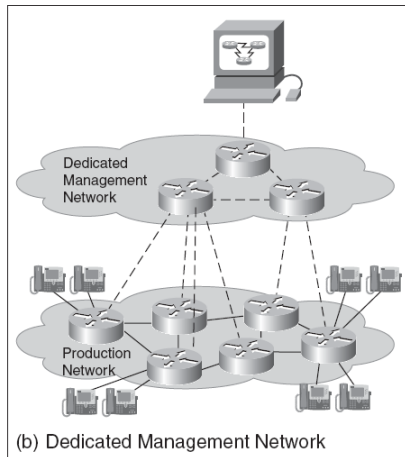 Dedicated
Management
Network
Production
Network
(b) Dedicated Management Network